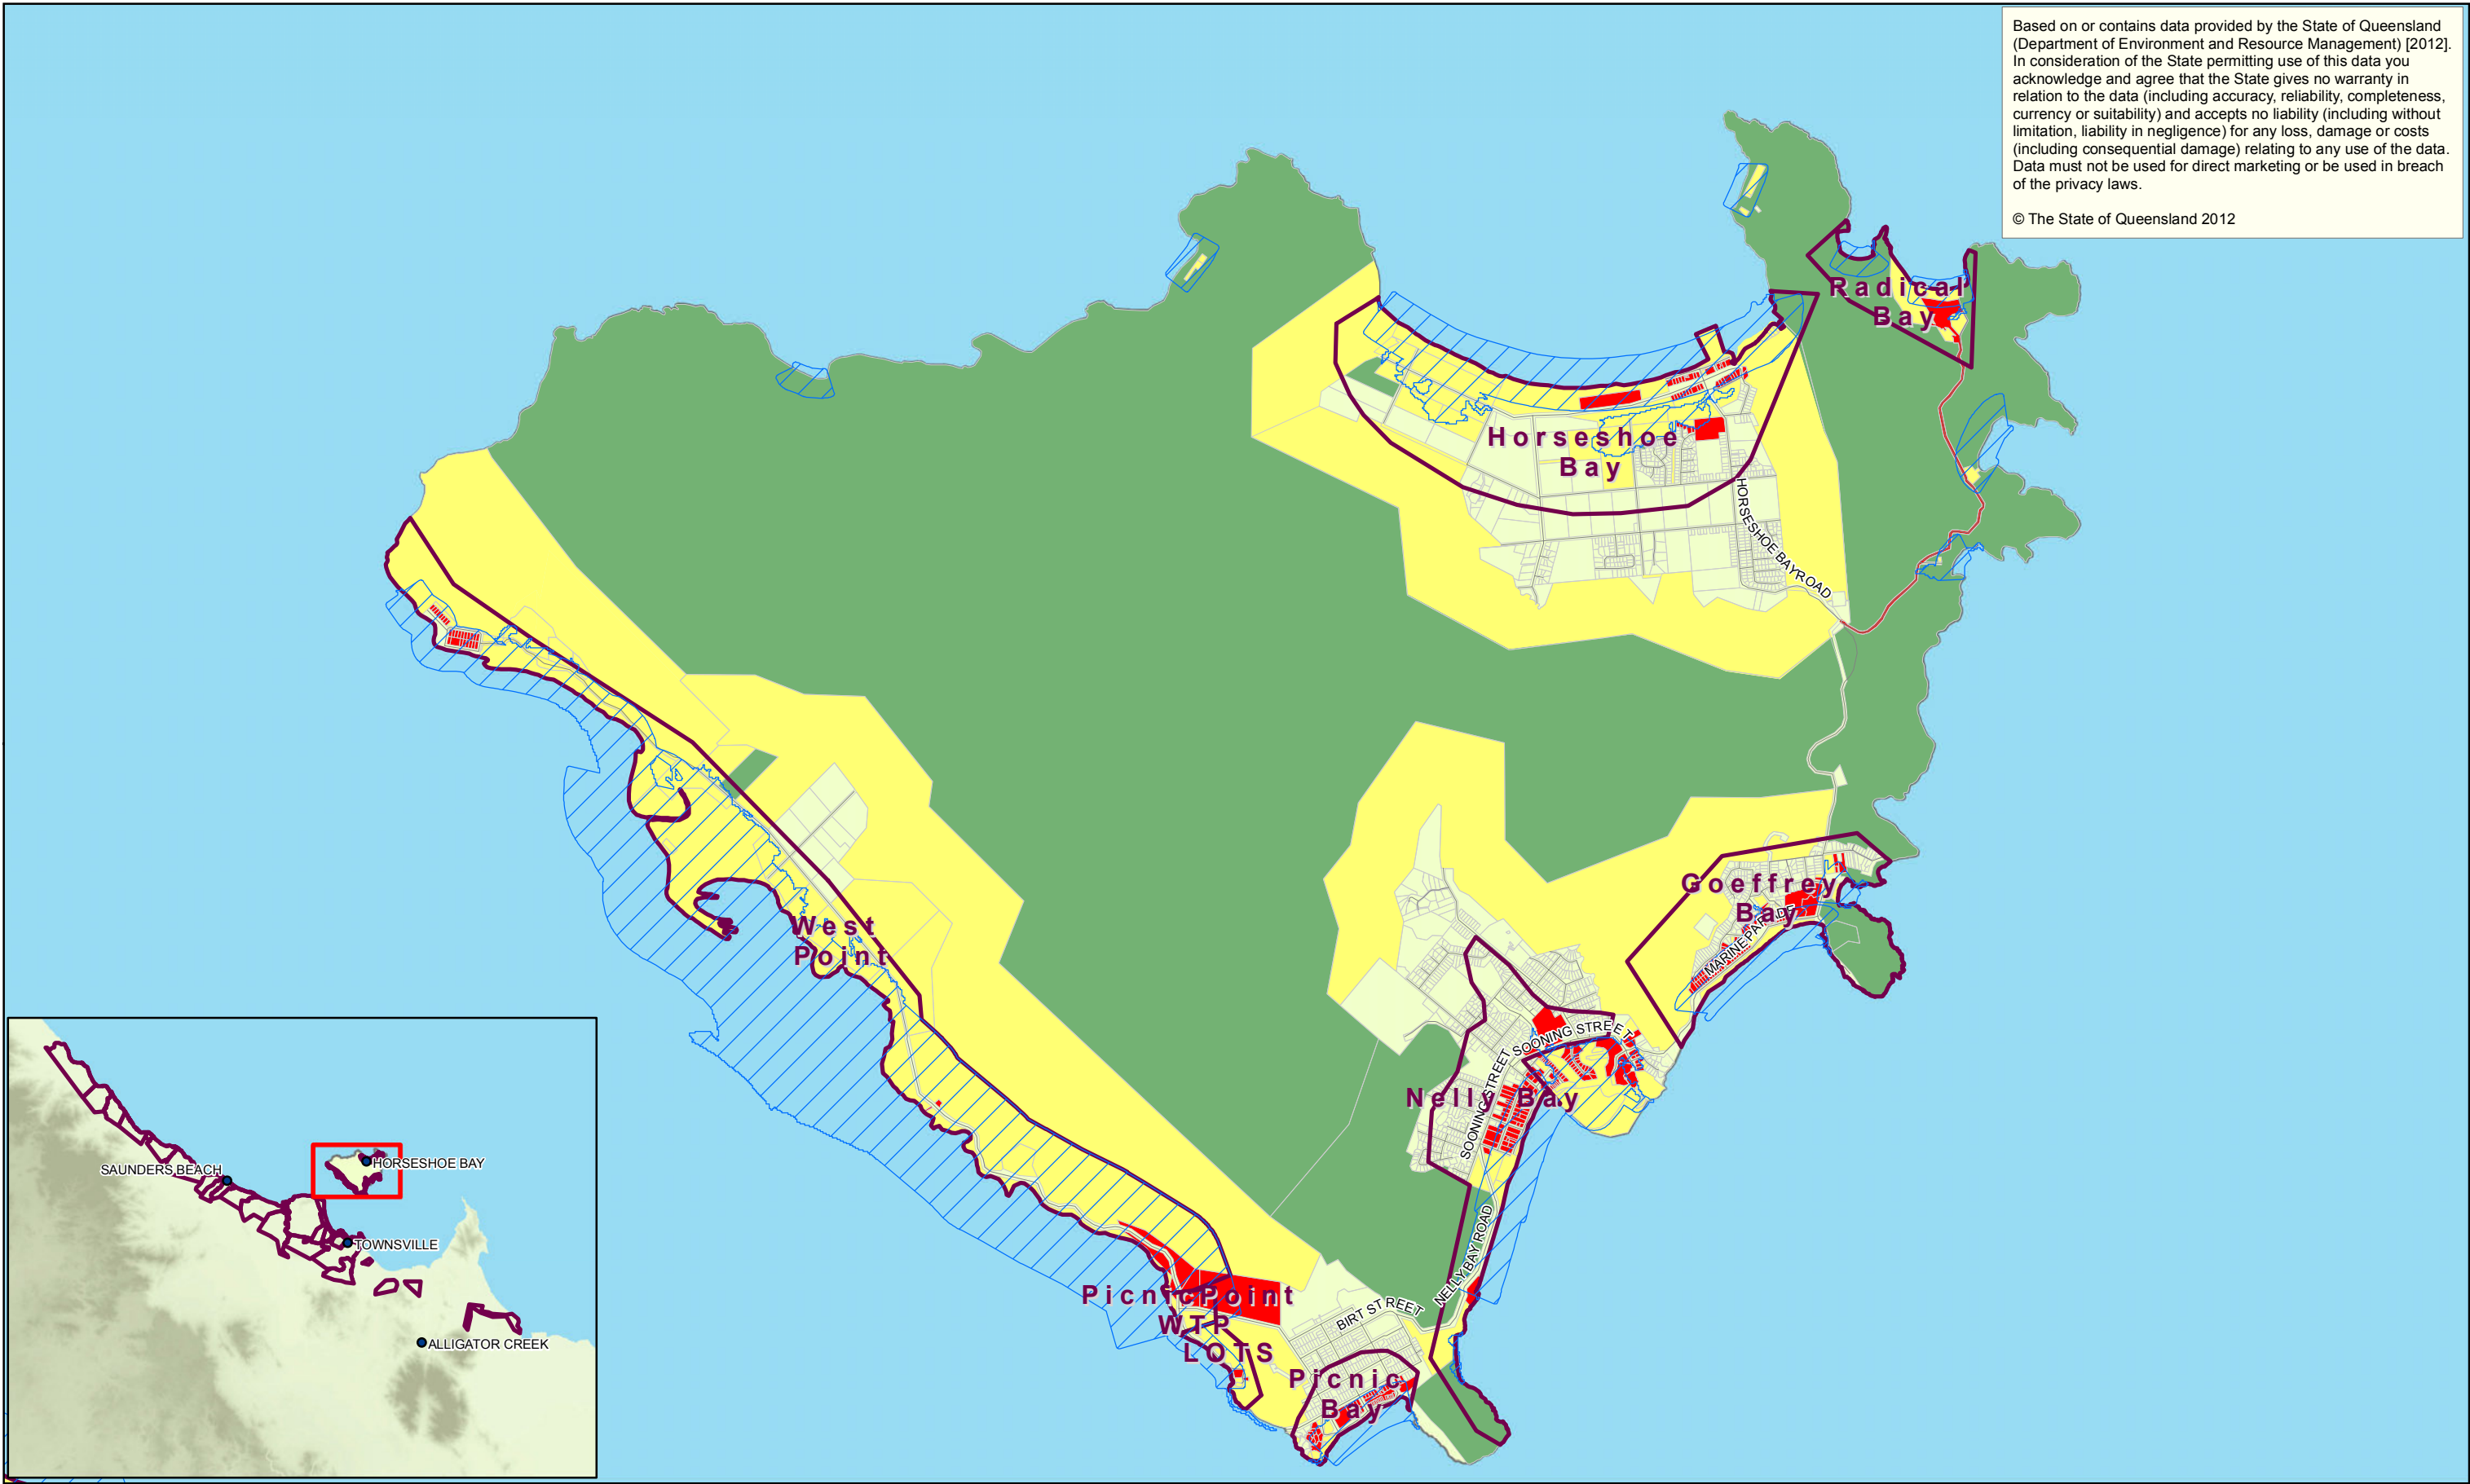 Based on or contains data provided by the State of Queensland
(Department of Environment and Resource Management) [2012].
In consideration of the State permitting use of this data you
acknowledge and agree that the State gives no warranty in
relation to the data (including accuracy, reliability, completeness,
currency or suitability) and accepts no liability (including without
limitation, liability in negligence) for any loss, damage or costs
(including consequential damage) relating to any use of the data.
Data must not be used for direct marketing or be used in breach
of the privacy laws.
© The State of Queensland 2012
Radical
Bay
Horseshoe
Bay
HORSESHOE BAY ROAD
Goeffrey
Bay
MARINE PARADE
West
Point
SOONING STREET
SOONING STREET
Nelly Bay
NELLY BAY ROAD
Picnic Point
WTP
LOTS
BIRT STREET
Picnic
Bay
SAUNDERS BEACH
HORSESHOE BAY
TOWNSVILLE
ALLIGATOR CREEK